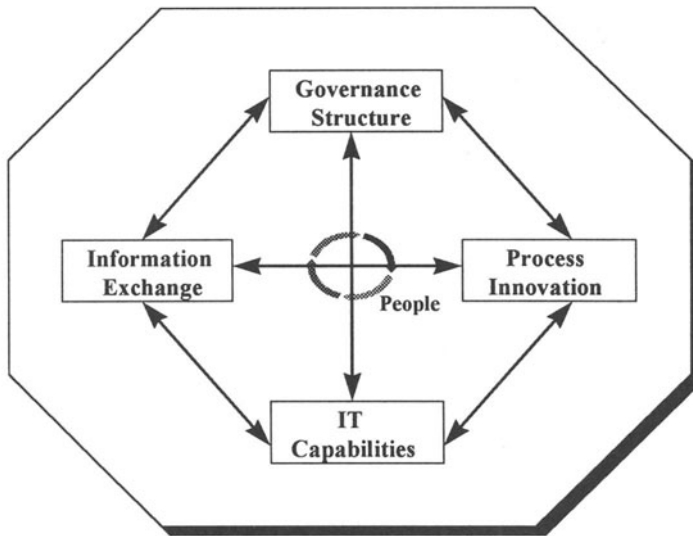 Governance
Structure
Information
Exchange
Process
Innovation
People
IT
Capabilities